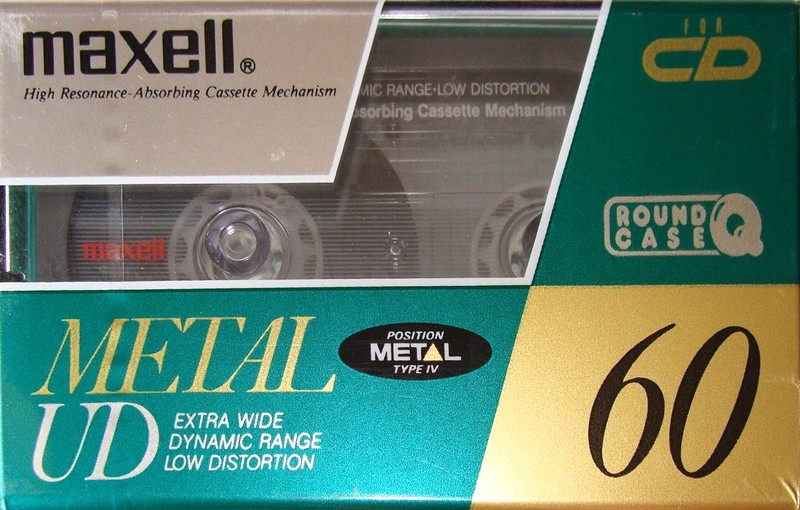 maxell®
High Resonance-Absorbing Cassette Mechanism
MIC RANGE·LOW DISTORTION
bsorbing Cassette Mechanism
FOR
CD
ROUND
CASE
maxell
METAL
UD
POSITION
METAL
TYPE IV
EXTRA WIDE
DYNAMIC RANGE
LOW DISTORTION
60